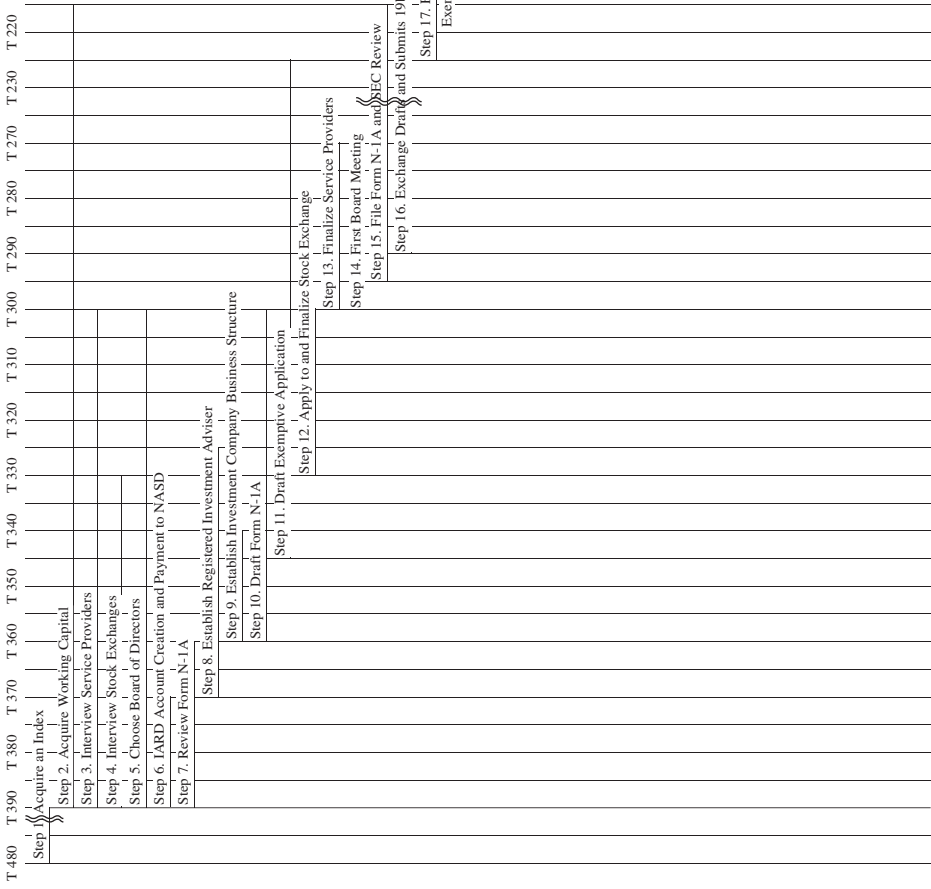 T 480
T 390
T 380
T 370
T 360
T 350
T 340
T 330
T 320
T 310
T 300
T 290
T 280
T 270
T 230
T 220
Step 1. Acquire an Index
Step 2. Acquire Working Capital
Step 3. Interview Service Providers
Step 4. Interview Stock Exchanges
Step 5. Choose Board of Directors
Step 6. IARD Account Creation and Payment to NASD
Step 7. Review Form N-1A
Step 8. Establish Registered Investment Adviser
Step 9. Establish Investment Company Business Structure
Step 10. Draft Form N-1A
Step 11. Draft Exemptive Application
Step 12. Apply to and Finalize Stock Exchange
Step 13. Finalize Service Providers
Step 14. First Board Meeting
Step 15. File Form N-1A and SEC Review
Step 16. Exchange Drafts and Submits
Step 17.